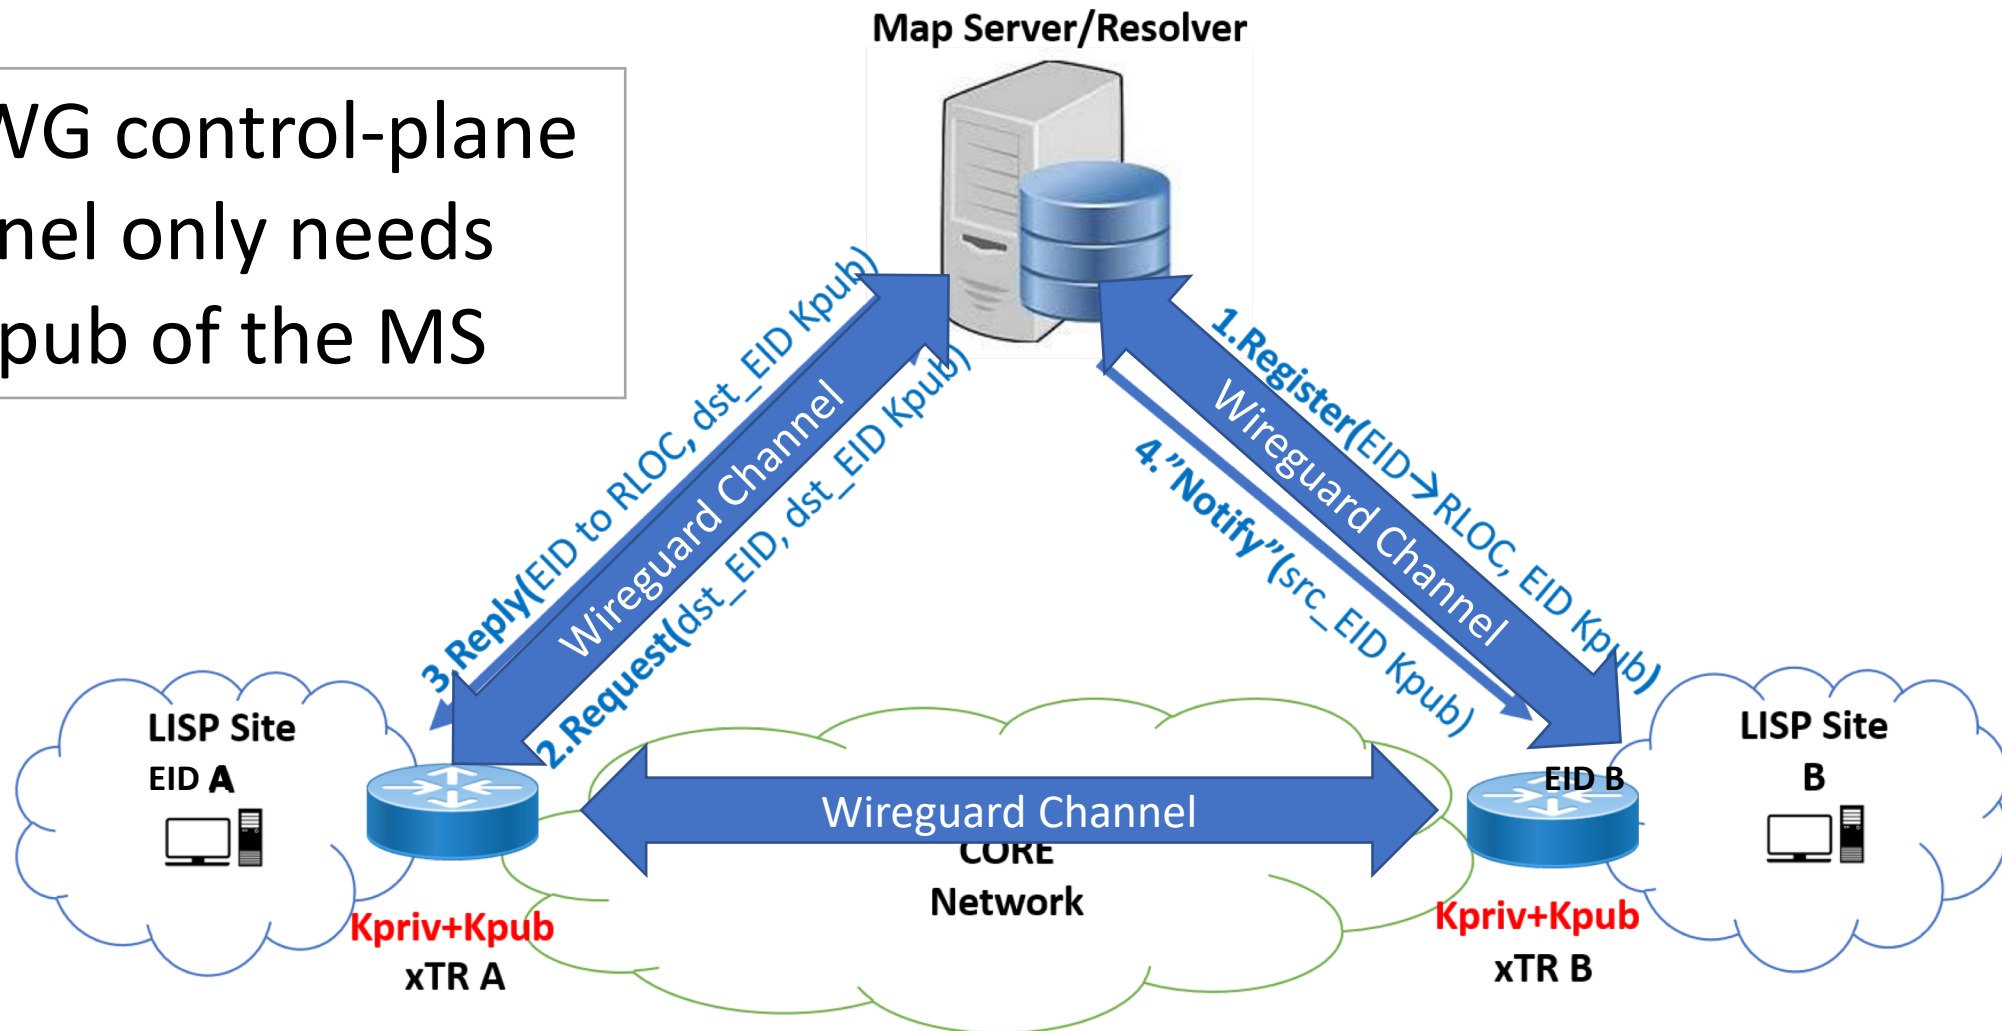 Map Server/Resolver
WG control-plane
nel only needs
pub of the MS
3.Reply(EID to RLOC, dst_EID Kpub)
Wireguard Channel
2.Request(dst_EID, dst_EID Kpub)
1.Register(EID→RLOC, EID Kpub)
Wireguard Channel
4.”Notify”(src_EID Kpub)
LISP Site
EID A
Wireguard Channel
CORE
Network
EID B
LISP Site
B
Kpriv+Kpub
xTR A
Kpriv+Kpub
xTR B